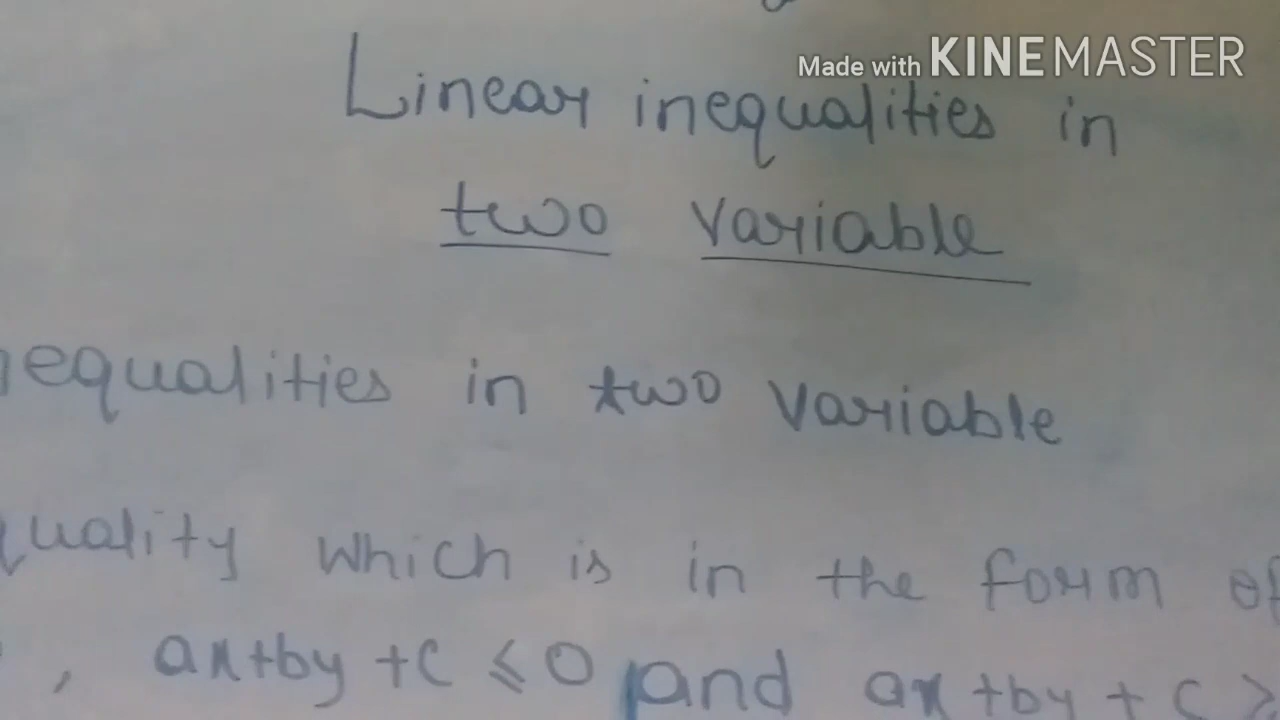 Made with KINEMASTER
Linear inequalities in
two variable
equalities in two variable
quality which is in the form of
, ax+by+c ≤ 0 and ax+by+c